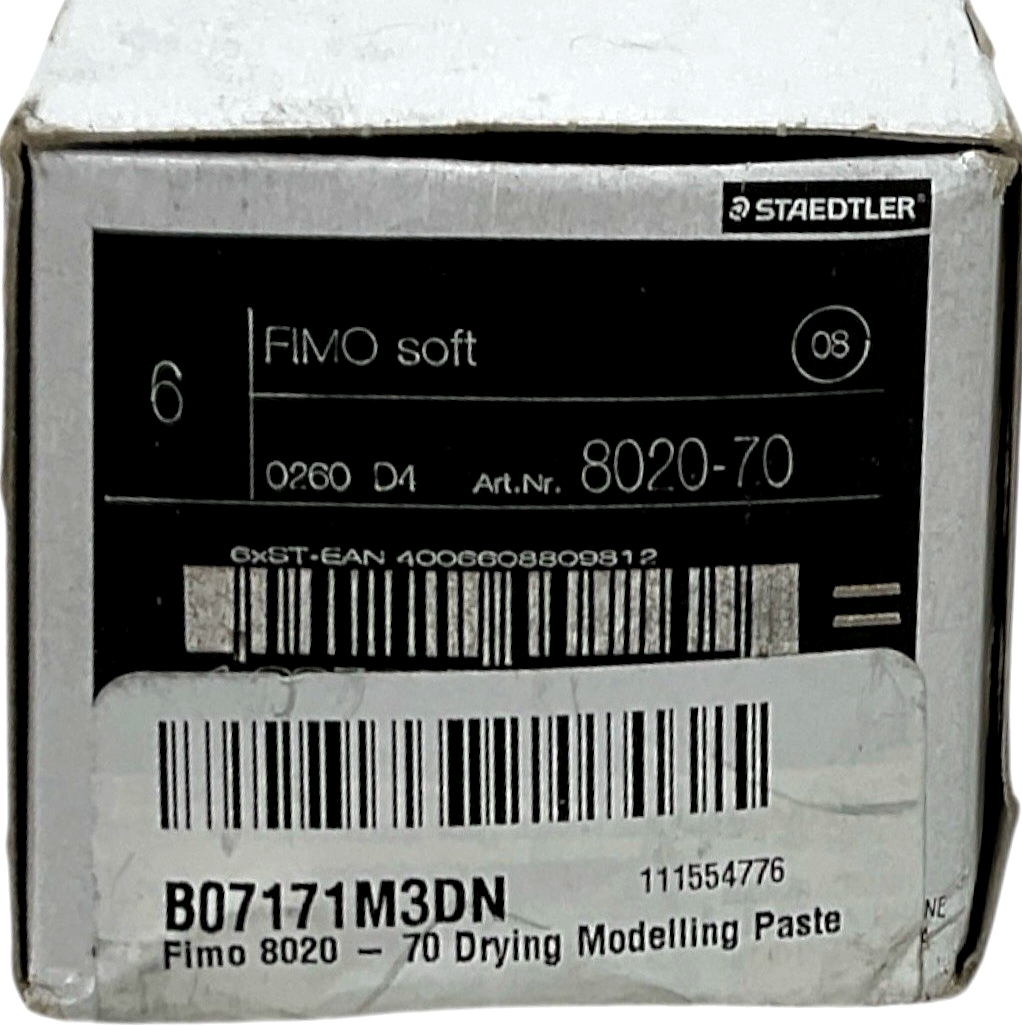 STAEDTLER®
FIMO soft
08
6
0260 D4 Art.Nr. 8020-70
6xST-EAN 4006608809812
B07171M3DN
111554776
Fimo 8020 – 70 Drying Modelling Paste
NE